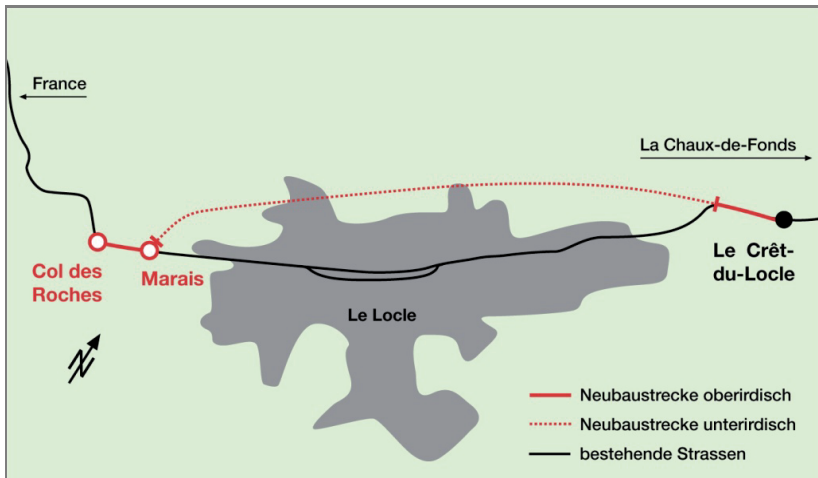 France
La Chaux-de-Fonds
Col des
Roches
Marais
Le Crêt-
du-Locle
Le Locle
N
Neubaustrecke oberirdisch
Neubaustrecke unterirdisch
bestehende Strassen